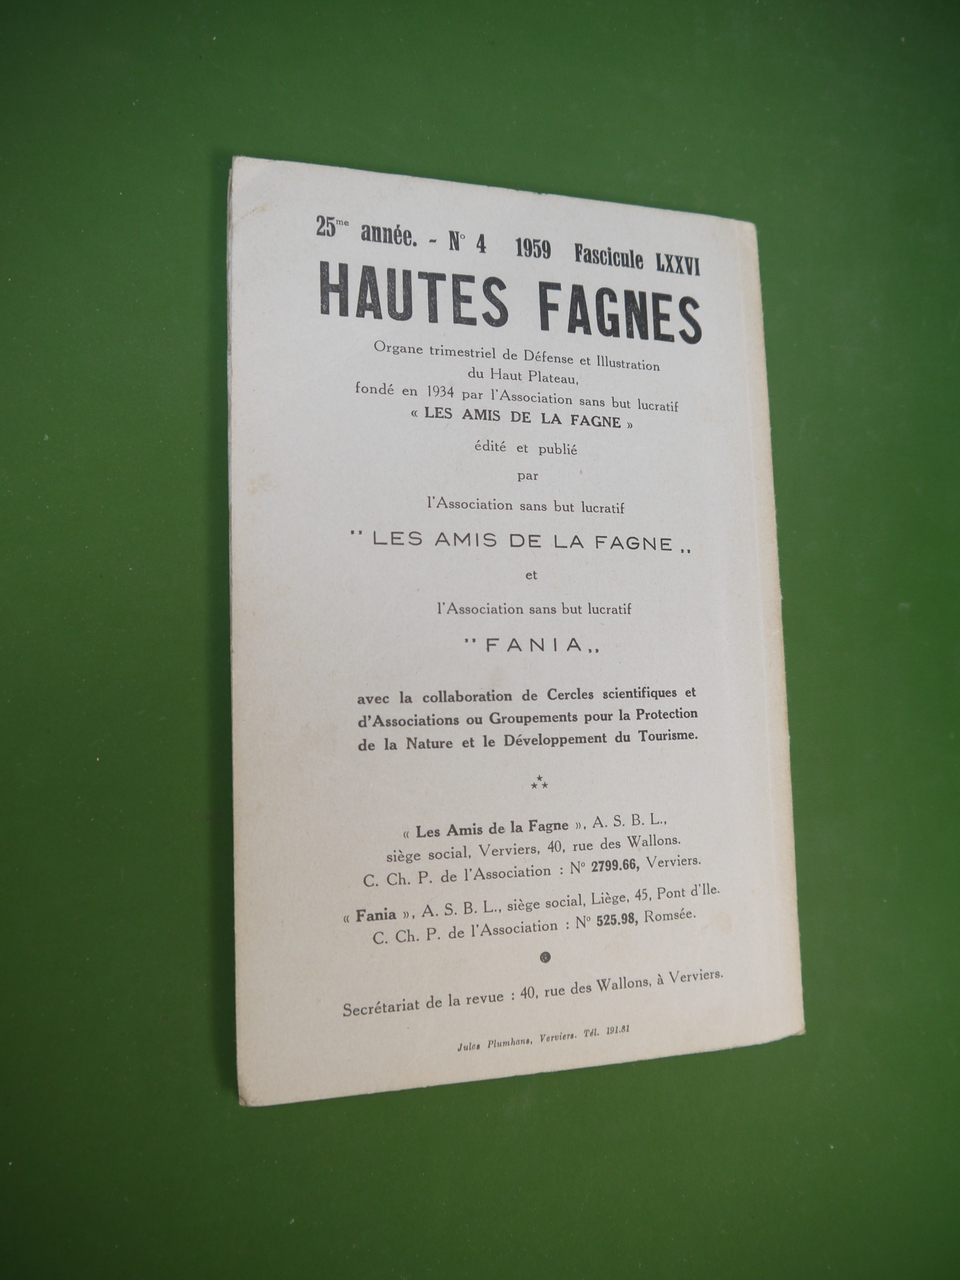 25me année. - N° 4 1959 Fascicule LXXVI
HAUTES FAGNES
Organe trimestriel de Défense et Illustration
du Haut Plateau,
fondé en 1934 par l'Association sans but lucratif
« LES AMIS DE LA FAGNE »
édité et publié
par
l'Association sans but lucratif
'' LES AMIS DE LA FAGNE ,,
et
l'Association sans but lucratif
'' FANIA ,,
avec la collaboration de Cercles scientifiques et
d'Associations ou Groupements pour la Protection
de la Nature et le Développement du Tourisme.
« Les Amis de la Fagne », A. S. B. L.,
siège social, Verviers, 40, rue des Wallons.
C. Ch. P. de l'Association : N° 2799.66, Verviers.
« Fania », A. S. B. L., siège social, Liège, 45, Pont d'Ile.
C. Ch. P. de l'Association : N° 525.98, Romsée.
Secrétariat de la revue : 40, rue des Wallons, à Verviers.
Jules Plumhans, Verviers. Tél. 191.81